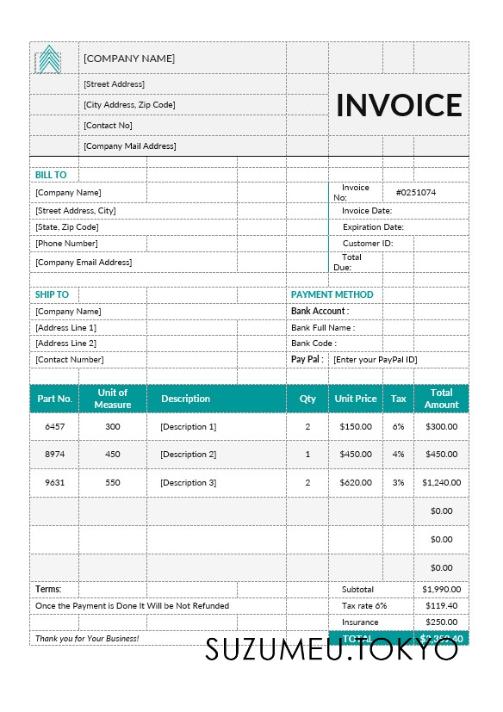 [COMPANY NAME]
[Street Address]
[City Address, Zip Code]
INVOICE
[Contact No]
[Company Mail Address]
BILL TO
[Company Name]
Invoice No: #0251074
[Street Address, City]
Invoice Date:
[State, Zip Code]
Expiration Date:
[Phone Number]
Customer ID:
[Company Email Address]
Total Due:
SHIP TO
PAYMENT METHOD
[Company Name]
Bank Account :
[Address Line 1]
Bank Full Name :
[Address Line 2]
Bank Code :
[Contact Number]
Pay Pal : [Enter your PayPal ID]
Part No. Unit of Measure Description Qty Unit Price Tax Total Amount
6457 300 [Description 1] 2 $150.00 6% $300.00
8974 450 [Description 2] 1 $450.00 4% $450.00
9631 550 [Description 3] 2 $620.00 3% $1,240.00
$0.00
$0.00
$0.00
Terms:
Subtotal $1,990.00
Once the Payment is Done It Will be Not Refunded
Tax rate 6% $119.40
Insurance $250.00
Thank you for Your Business!
TOTAL
SUZUMEU.TOKYO